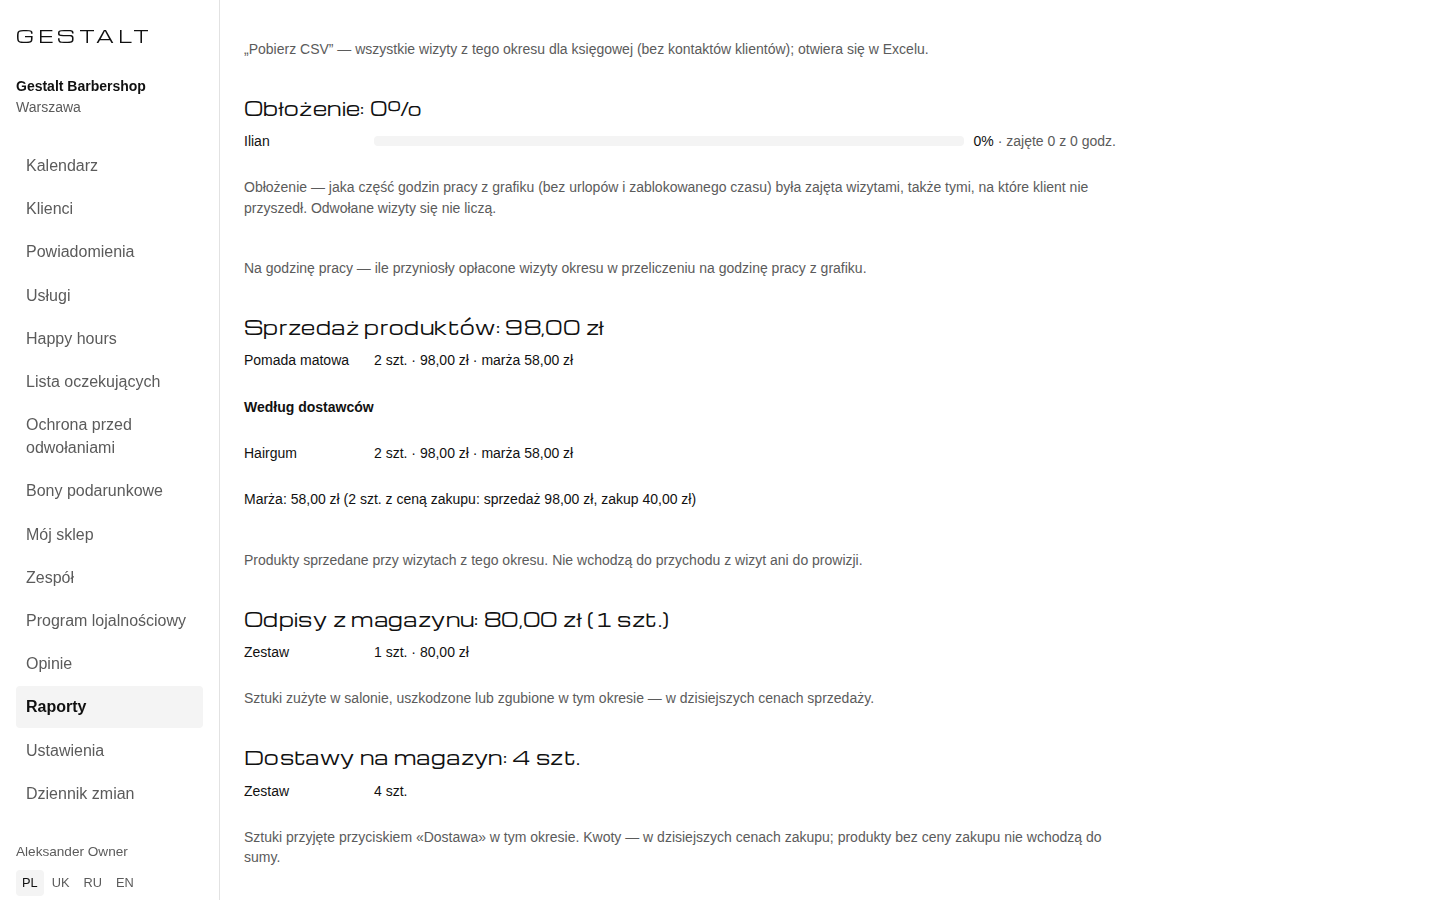 GESTALT
Gestalt Barbershop
Warszawa
Kalendarz
Klienci
Powiadomienia
Usługi
Happy hours
Lista oczekujących
Ochrona przed
odwołaniami
Bony podarunkowe
Mój sklep
Zespół
Program lojalnościowy
Opinie
Raporty
Ustawienia
Dziennik zmian
Aleksander Owner
PL UK RU EN
„Pobierz CSV” — wszystkie wizyty z tego okresu dla księgowej (bez kontaktów klientów); otwiera się w Excelu.
Obłożenie: 0%
Ilian 0% · zajęte 0 z 0 godz.
Obłożenie — jaka część godzin pracy z grafiku (bez urlopów i zablokowanego czasu) była zajęta wizytami, także tymi, na które klient nie
przyszedł. Odwołane wizyty się nie liczą.
Na godzinę pracy — ile przyniosły opłacone wizyty okresu w przeliczeniu na godzinę pracy z grafiku.
Sprzedaż produktów: 98,00 zł
Pomada matowa 2 szt. · 98,00 zł · marża 58,00 zł
Według dostawców
Hairgum 2 szt. · 98,00 zł · marża 58,00 zł
Marża: 58,00 zł (2 szt. z ceną zakupu: sprzedaż 98,00 zł, zakup 40,00 zł)
Produkty sprzedane przy wizytach z tego okresu. Nie wchodzą do przychodu z wizyt ani do prowizji.
Odpisy z magazynu: 80,00 zł (1 szt.)
Zestaw 1 szt. · 80,00 zł
Sztuki zużyte w salonie, uszkodzone lub zgubione w tym okresie — w dzisiejszych cenach sprzedaży.
Dostawy na magazyn: 4 szt.
Zestaw 4 szt.
Sztuki przyjęte przyciskiem «Dostawa» w tym okresie. Kwoty — w dzisiejszych cenach zakupu; produkty bez ceny zakupu nie wchodzą do
sumy.